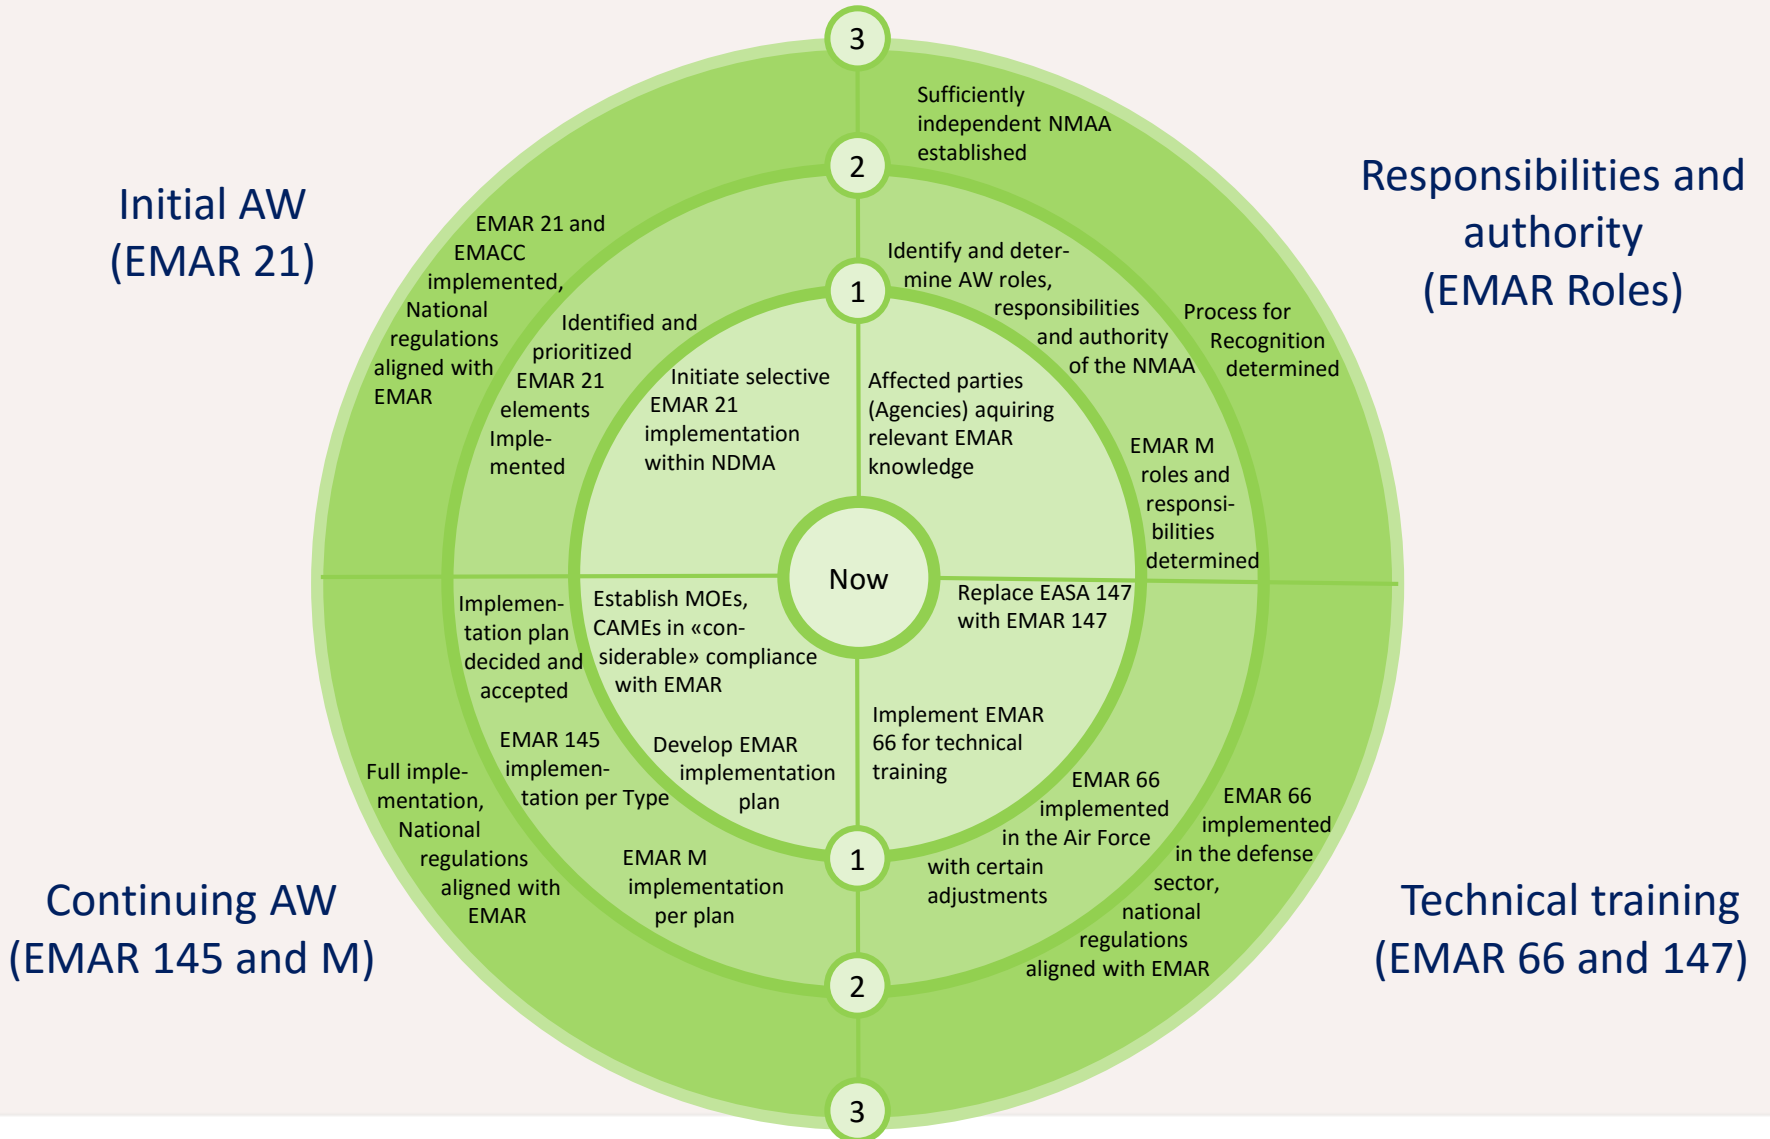 3
Sufficiently
independent NMAA
established
2
Initial AW
(EMAR 21)
Responsibilities and
authority
(EMAR Roles)
EMAR 21 and
EMACC
implemented,
National
regulations
aligned with
EMAR
Identify and deter-
mine AW roles,
responsibilities
and authority
of the NMAA
1
Process for
Recognition
determined
Identified and
prioritized
EMAR 21
elements
Imple-
mented
Initiate selective
EMAR 21
implementation
within NDMA
Affected parties
(Agencies) aquiring
relevant EMAR
knowledge
EMAR M
roles and
responsi-
bilities
determined
Now
Implemen-
tation plan
decided and
accepted
Establish MOEs,
CAMEs in «con-
siderable» compliance
with EMAR
Replace EASA 147
with EMAR 147
EMAR 145
implemen-
tation per Type
Develop EMAR
implementation
plan
Implement EMAR
66 for technical
training
Full imple-
mentation,
National
regulations
aligned with
EMAR
EMAR M
implementation
per plan
1
EMAR 66
implemented
in the Air Force
with certain
adjustments
EMAR 66
implemented
in the defense
sector,
national
regulations
aligned with EMAR
Continuing AW
(EMAR 145 and M)
Technical training
(EMAR 66 and 147)
2
3